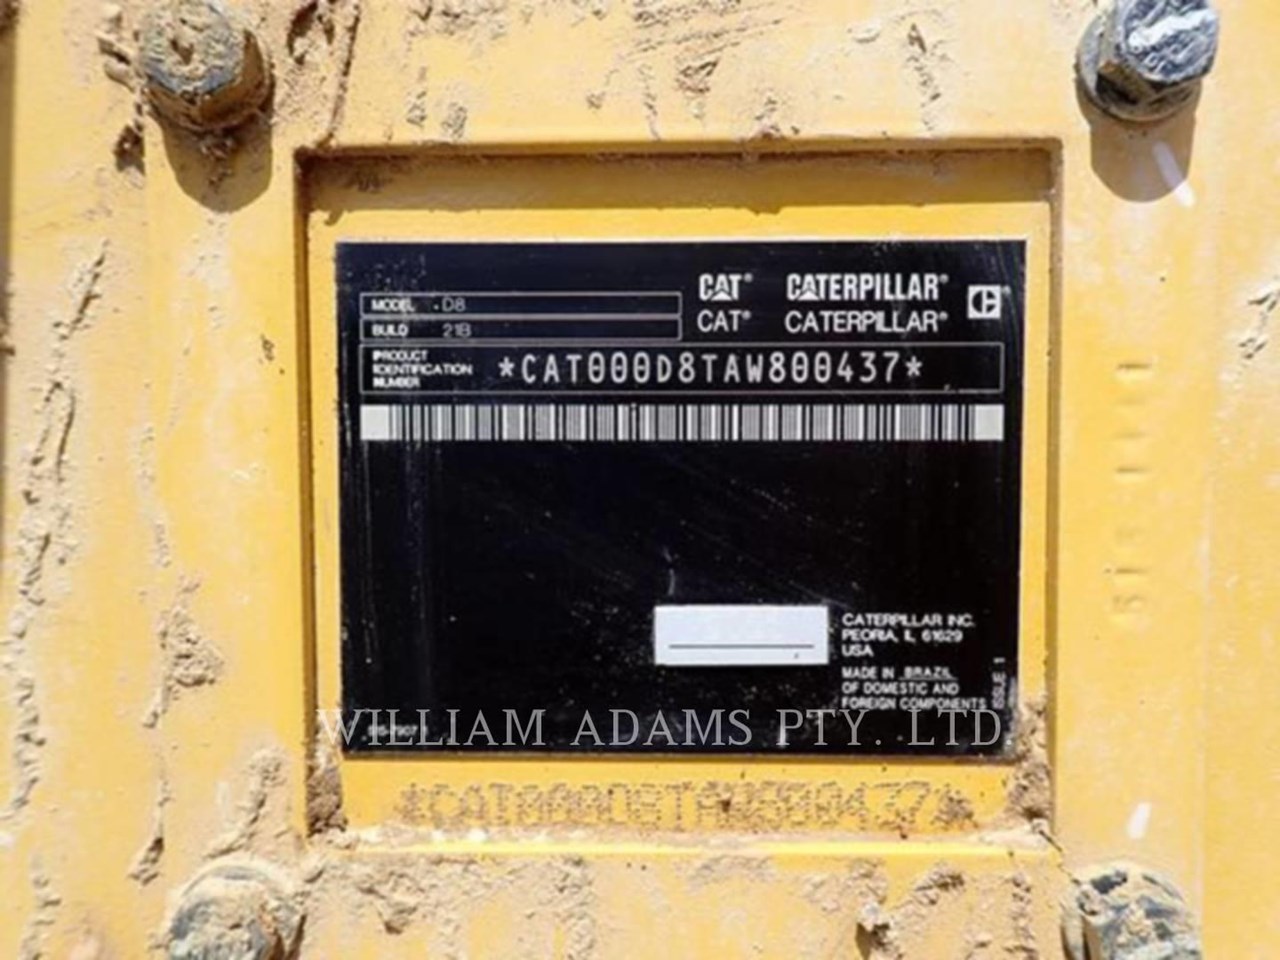 CAT® CATERPILLAR®
CAT® CATERPILLAR®
MODEL D8
BUILD 21B
PRODUCT IDENTIFICATION NUMBER *CAT000D8TAW800437*
CATERPILLAR INC.
PEORIA, IL 61629
USA
MADE IN BRAZIL
OF DOMESTIC AND
FOREIGN COMPONENTS
ISSUE 1
WILLIAM ADAMS PTY. LTD
*CAT000D8TAW800437*